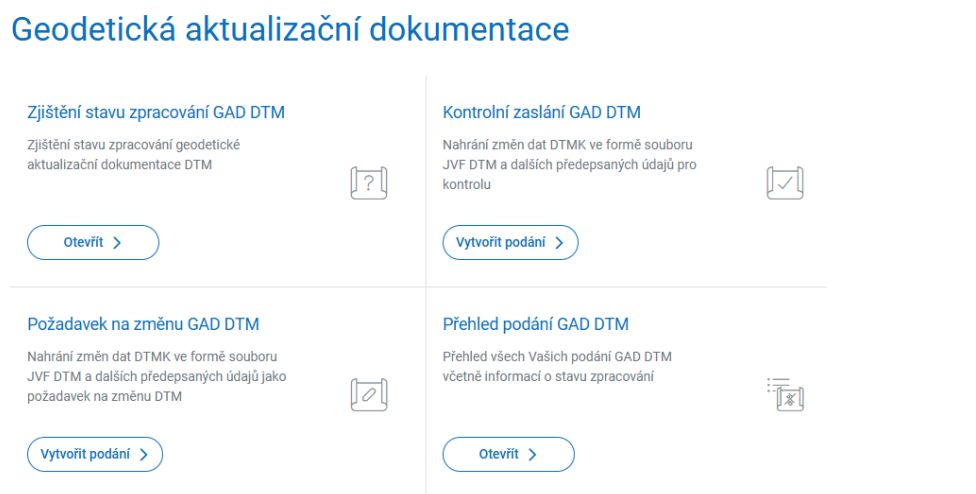 Geodetická aktualizační dokumentace
Zjištění stavu zpracování GAD DTM
Zjištění stavu zpracování geodetické
aktualizační dokumentace DTM
Otevřít
Kontrolní zaslání GAD DTM
Nahrání změn dat DTMK ve formě souboru
JVF DTM a dalších předepsaných údajů pro
kontrolu
Vytvořit podání
Požadavek na změnu GAD DTM
Nahrání změn dat DTMK ve formě souboru
JVF DTM a dalších předepsaných údajů jako
požadavek na změnu DTM
Vytvořit podání
Přehled podání GAD DTM
Přehled všech Vašich podání GAD DTM
včetně informací o stavu zpracování
Otevřít